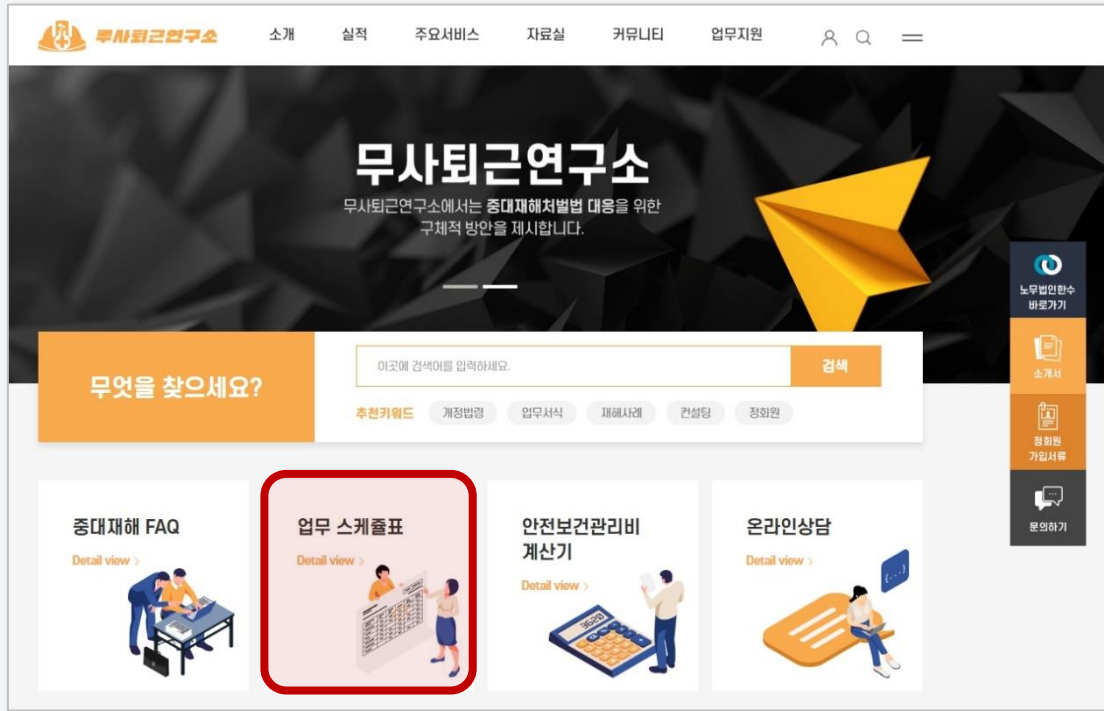 무사퇴근연구소
소개 실적 주요서비스 자료실 커뮤니티 업무지원
무사퇴근연구소
무사퇴근연구소에서는 중대재해처벌법 대응을 위한
구체적 방안을 제시합니다.
노무법인한수
바로가기
소개서
정회원
가입서류
문의하기
무엇을 찾으세요?
이곳에 검색어를 입력하세요.
검색
추천키워드 개정법령 업무서식 재해사례 컨설팅 정회원
중대재해 FAQ
Detail view >
업무 스케쥴표
Detail view >
안전보건관리비
계산기
Detail view >
온라인상담
Detail view >
{...}